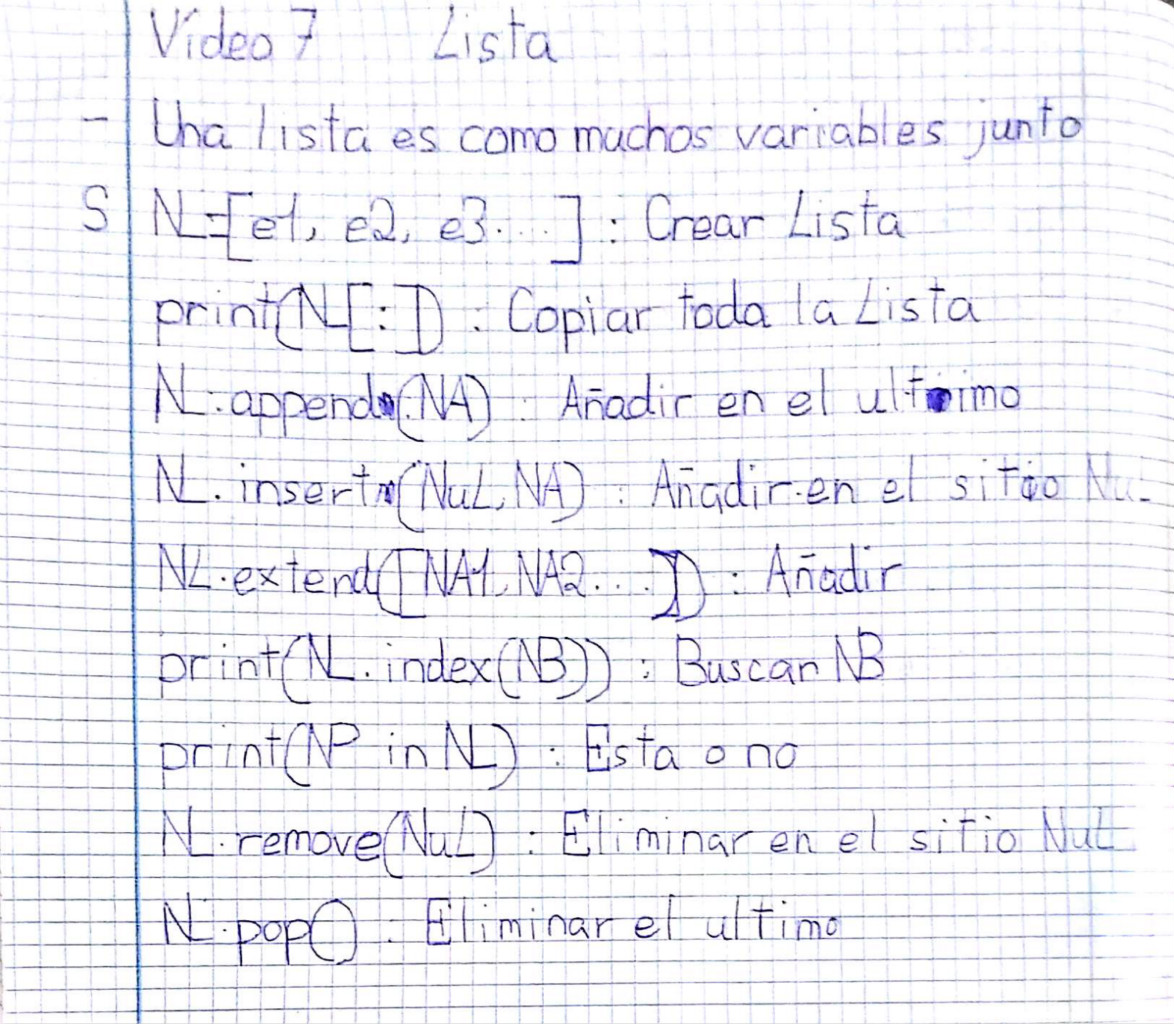 Vídeo 7 Lista
- Una lista es como muchos variables junto
S NL=[e1, e2, e3....] : Crear Lista
print(NL[:]) : Copiar toda la Lista
NL.append(NA) : Añadir en el ultimo
NL.insert(NuL, NA) : Añadir en el sitio NuL
NL.extend([NA1, NA2...]) : Añadir
print(NL.index(NB)) : Buscar NB
print(NP in NL) : Esta o no
NL.remove(NuL) : Eliminar en el sitio NuL
NL.pop() : Eliminar el ultimo